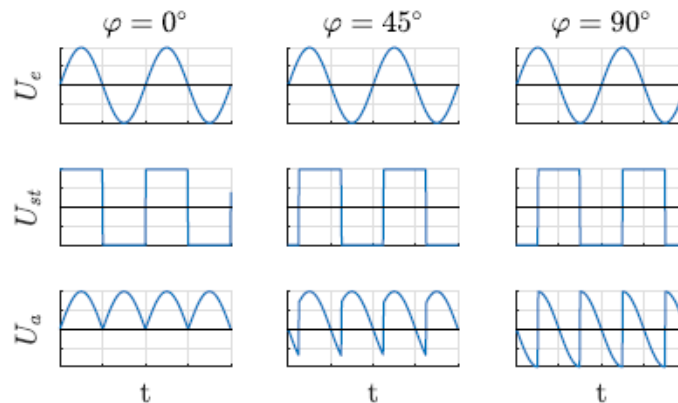 φ = 0° φ = 45° φ = 90°
U_e
U_st
U_a
t t t